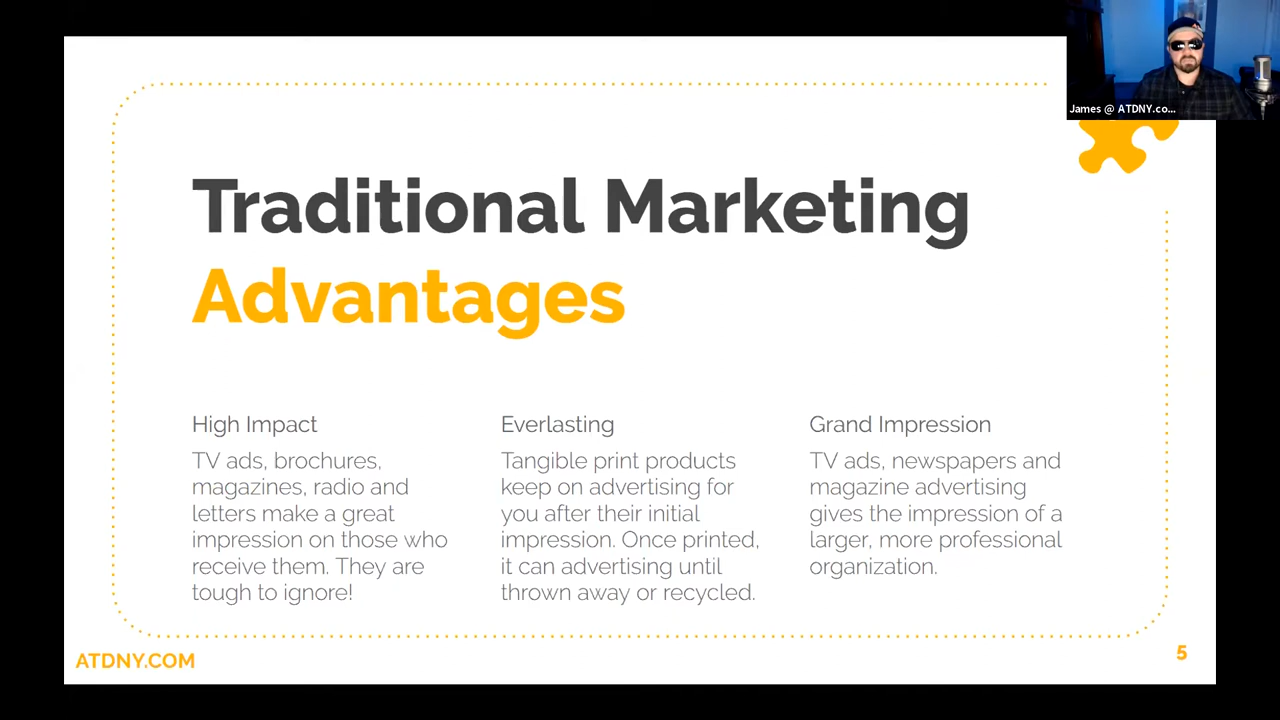 James @ ATDNY.co...
Traditional Marketing
Advantages
High Impact
TV ads, brochures,
magazines, radio and
letters make a great
impression on those who
receive them. They are
tough to ignore!
Everlasting
Tangible print products
keep on advertising for
you after their initial
impression. Once printed,
it can advertising until
thrown away or recycled.
Grand Impression
TV ads, newspapers and
magazine advertising
gives the impression of a
larger, more professional
organization.
ATDNY.COM
5